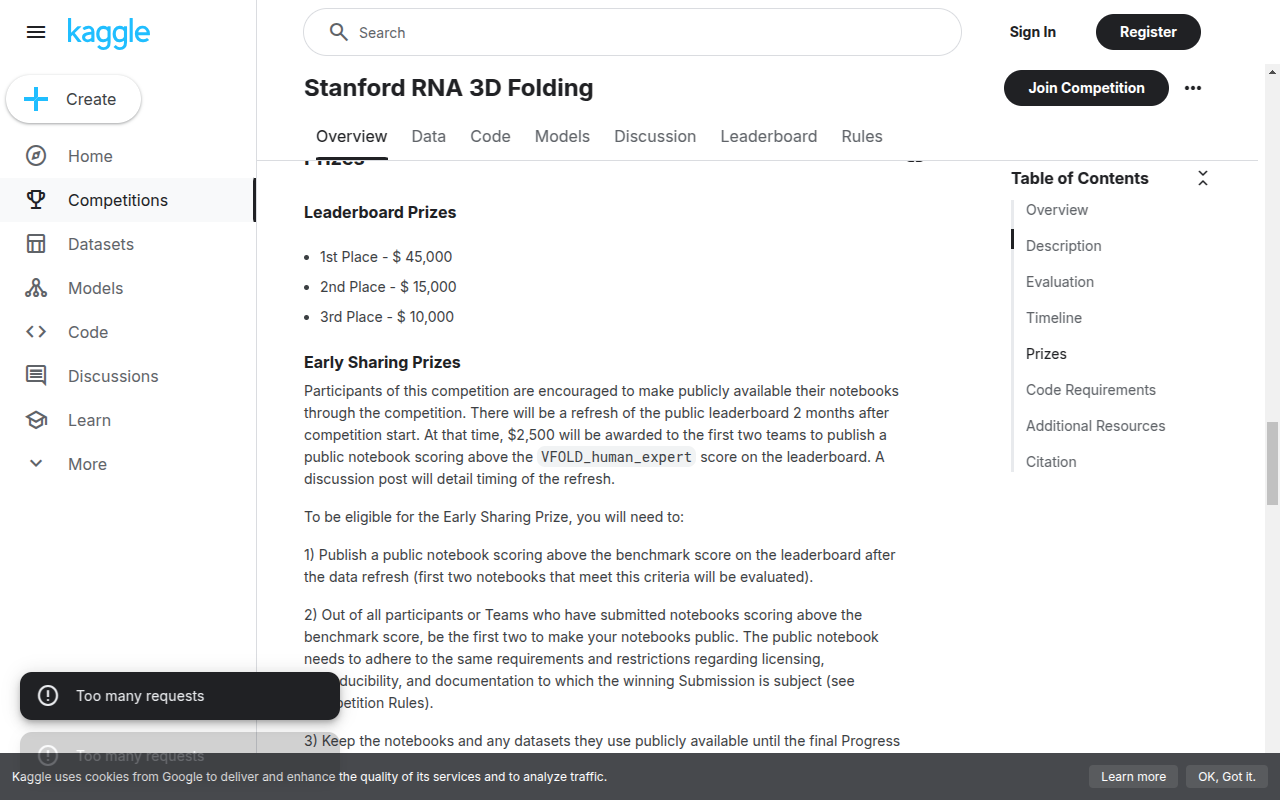 kaggle
Search
Sign In
Register
Create
Home
Competitions
Datasets
Models
Code
Discussions
Learn
More
Stanford RNA 3D Folding
Join Competition
Overview
Data
Code
Models
Discussion
Leaderboard
Rules
Prizes
Leaderboard Prizes
1st Place - $ 45,000
2nd Place - $ 15,000
3rd Place - $ 10,000
Early Sharing Prizes
Participants of this competition are encouraged to make publicly available their notebooks
through the competition. There will be a refresh of the public leaderboard 2 months after
competition start. At that time, $2,500 will be awarded to the first two teams to publish a
public notebook scoring above the VFOLD_human_expert score on the leaderboard. A
discussion post will detail timing of the refresh.
To be eligible for the Early Sharing Prize, you will need to:
1) Publish a public notebook scoring above the benchmark score on the leaderboard after
the data refresh (first two notebooks that meet this criteria will be evaluated).
2) Out of all participants or Teams who have submitted notebooks scoring above the
benchmark score, be the first two to make your notebooks public. The public notebook
needs to adhere to the same requirements and restrictions regarding licensing,
ducibility, and documentation to which the winning Submission is subject (see
petition Rules).
3) Keep the notebooks and any datasets they use publicly available until the final Progress
Table of Contents
Overview
Description
Evaluation
Timeline
Prizes
Code Requirements
Additional Resources
Citation
Too many requests
Too many requests
Kaggle uses cookies from Google to deliver and enhance the quality of its services and to analyze traffic.
Learn more
OK, Got it.